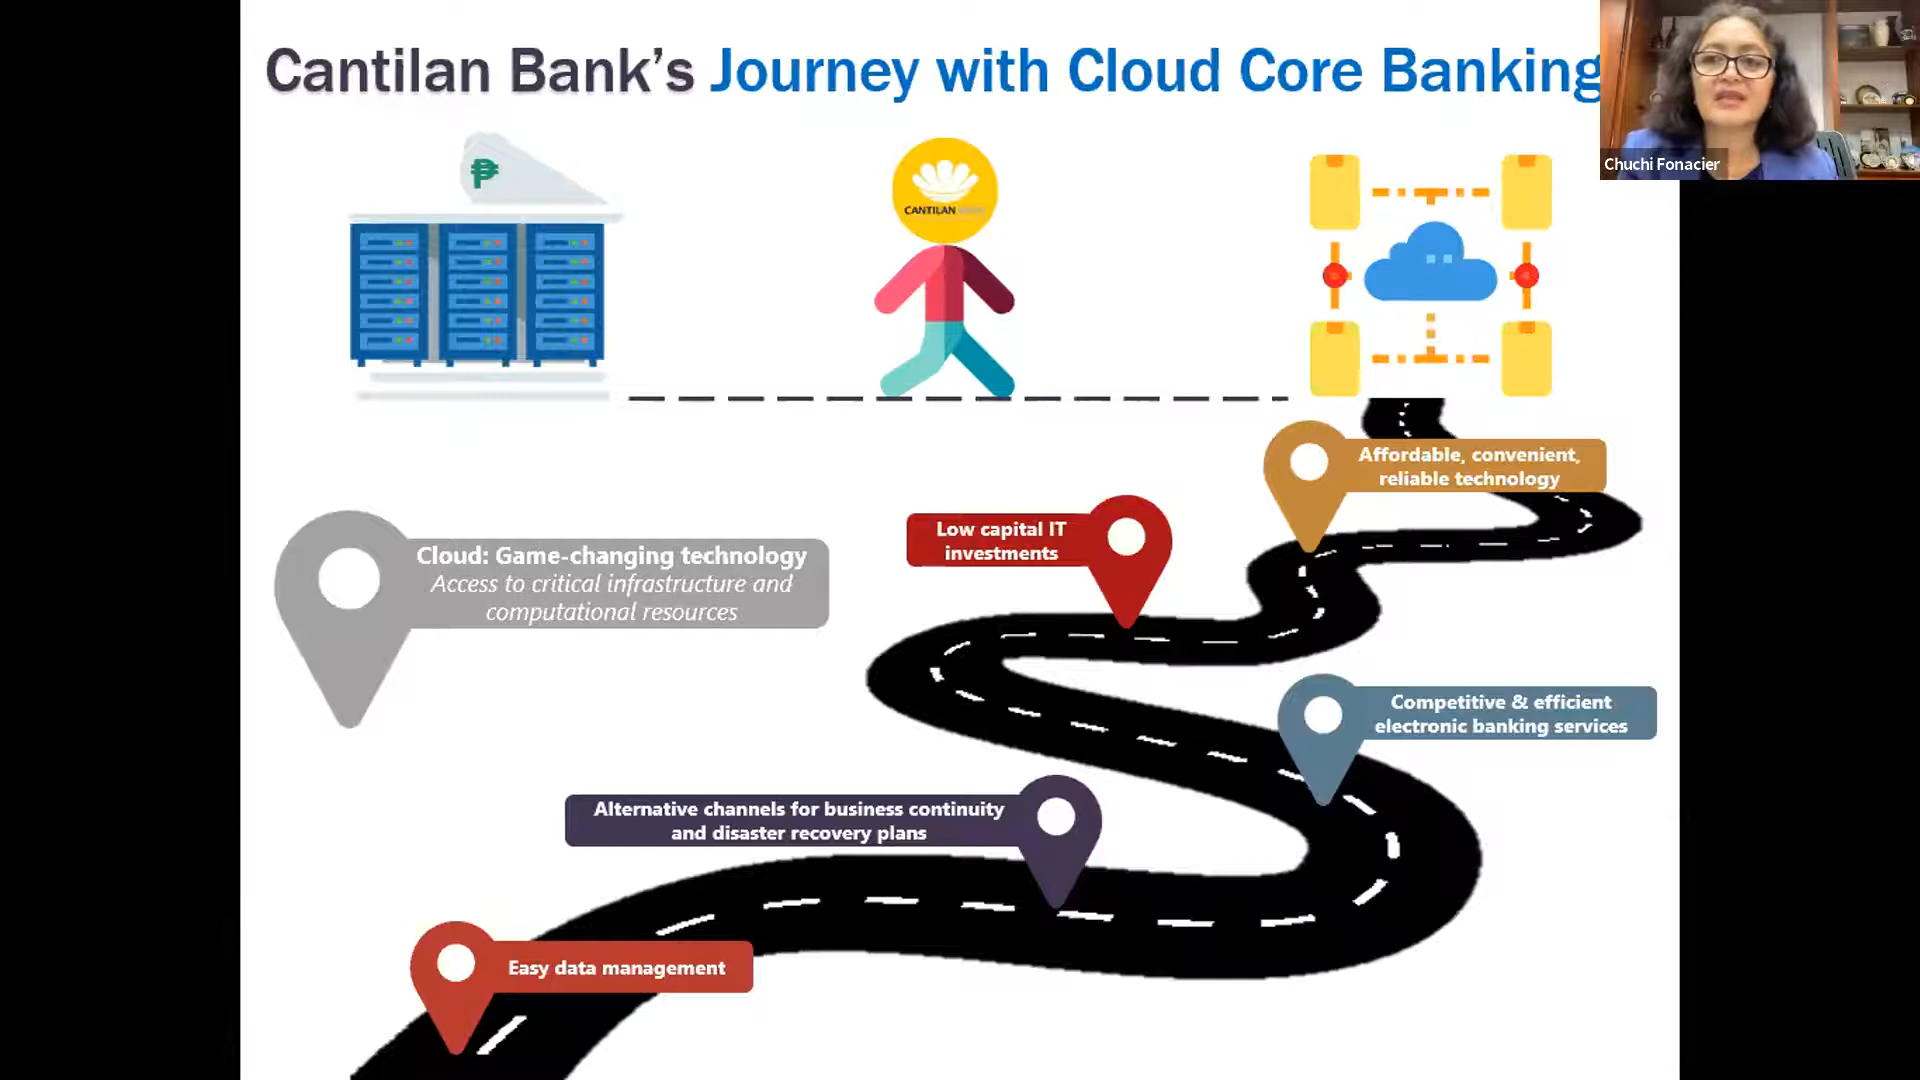 Cantilan Bank's Journey with Cloud Core Banking
Chuchi Fonacier
₱
CANTILAN
Affordable, convenient,
reliable technology
Low capital IT
investments
Cloud: Game-changing technology
Access to critical infrastructure and
computational resources
Competitive & efficient
electronic banking services
Alternative channels for business continuity
and disaster recovery plans
Easy data management